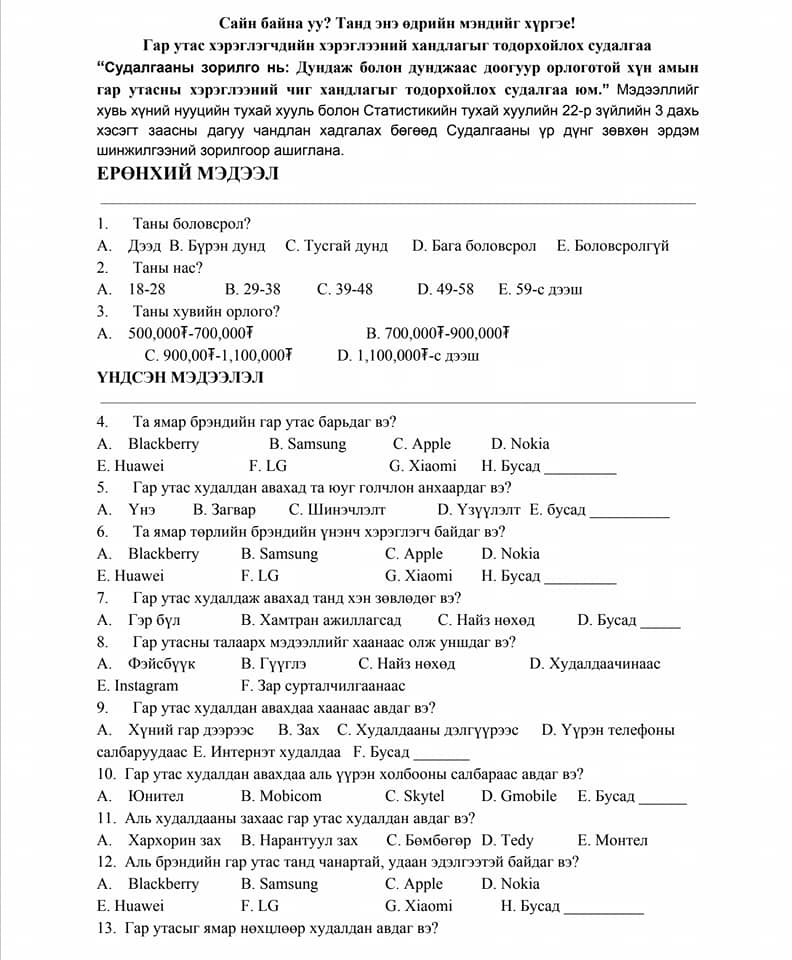 Сайн байна уу? Танд энэ өдрийн мэндийг хүргэе!
Гар утас хэрэглэгчдийн хэрэглээний хандлагыг тодорхойлох судалгаа
“Судалгааны зорилго нь: Дундаж болон дунджаас доогуур орлоготой хүн амын
гар утасны хэрэглээний чиг хандлагыг тодорхойлох судалгаа юм.” Мэдээллийг
хувь хүний нууцийн тухай хууль болон Статистикийн тухай хуулийн 22-р зүйлийн 3 дахь
хэсэгт заасны дагуу чандлан хадгалах бөгөөд Судалгааны үр дүнг зөвхөн эрдэм
шинжилгээний зорилгоор ашиглана.
ЕРӨНХИЙ МЭДЭЭЛ
1. Таны боловсрол?
A. Дээд B. Бүрэн дунд C. Тусгай дунд D. Бага боловсрол E. Боловсролгүй
2. Таны нас?
A. 18-28 B. 29-38 C. 39-48 D. 49-58 E. 59-с дээш
3. Таны хувийн орлого?
A. 500,000₮-700,000₮ B. 700,000₮-900,000₮
C. 900,00₮-1,100,000₮ D. 1,100,000₮-с дээш
ҮНДСЭН МЭДЭЭЛЭЛ
4. Та ямар брэндийн гар утас барьдаг вэ?
A. Blackberry B. Samsung C. Apple D. Nokia
E. Huawei F. LG G. Xiaomi H. Бусад _________
5. Гар утас худалдан авахад та юуг голчлон анхаардаг вэ?
A. Үнэ B. Загвар C. Шинэчлэлт D. Үзүүлэлт E. бусад __________
6. Та ямар төрлийн брэндийн үнэнч хэрэглэгч байдаг вэ?
A. Blackberry B. Samsung C. Apple D. Nokia
E. Huawei F. LG G. Xiaomi H. Бусад _________
7. Гар утас худалдаж авахад танд хэн зөвлөдөг вэ?
A. Гэр бүл B. Хамтран ажиллагсад C. Найз нөхөд D. Бусад _____
8. Гар утасны талаарх мэдээллийг хаанаас олж уншдаг вэ?
A. Фэйсбүүк B. Гүүглэ C. Найз нөхөд D. Худалдаачинаас
E. Instagram F. Зар сурталчилгаанаас
9. Гар утас худалдан авахдаа хаанаас авдаг вэ?
A. Хүний гар дээрээс B. Зах C. Худалдааны дэлгүүрээс D. Үүрэн телефоны
салбаруудаас E. Интернэт худалдаа F. Бусад _______
10. Гар утас худалдан авахдаа аль үүрэн холбооны салбараас авдаг вэ?
A. Юнител B. Mobicom C. Skytel D. Gmobile E. Бусад ______
11. Аль худалдааны захаас гар утас худалдан авдаг вэ?
A. Хархорин зах B. Нарантуул зах C. Бөмбөгөр D. Tedy E. Монтел
12. Аль брэндийн гар утас танд чанартай, удаан эдэлгээтэй байдаг вэ?
A. Blackberry B. Samsung C. Apple D. Nokia
E. Huawei F. LG G. Xiaomi H. Бусад __________
13. Гар утасыг ямар нөхцлөөр худалдан авдаг вэ?